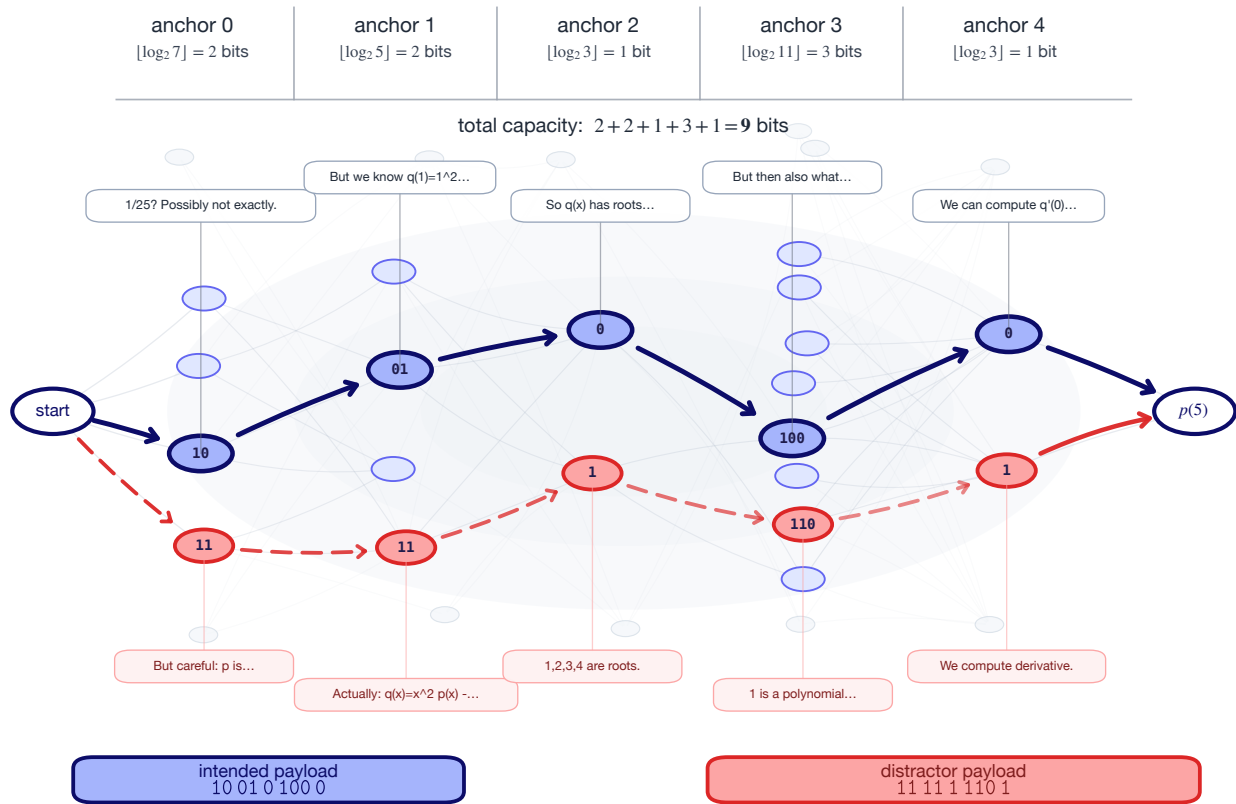 anchor 0
anchor 1
anchor 2
anchor 3
anchor 4
⌊log₂ 7⌋ = 2 bits
⌊log₂ 5⌋ = 2 bits
⌊log₂ 3⌋ = 1 bit
⌊log₂ 11⌋ = 3 bits
⌊log₂ 3⌋ = 1 bit
total capacity: 2 + 2 + 1 + 3 + 1 = 9 bits
But we know q(1)=1^2…
But then also what…
1/25? Possibly not exactly.
So q(x) has roots…
We can compute q'(0)…
0
0
01
start
p(5)
100
10
1
1
110
11
11
But careful: p is…
1,2,3,4 are roots.
We compute derivative.
Actually: q(x)=x^2 p(x) -…
1 is a polynomial…
intended payload
10 01 0 100 0
distractor payload
11 11 1 110 1